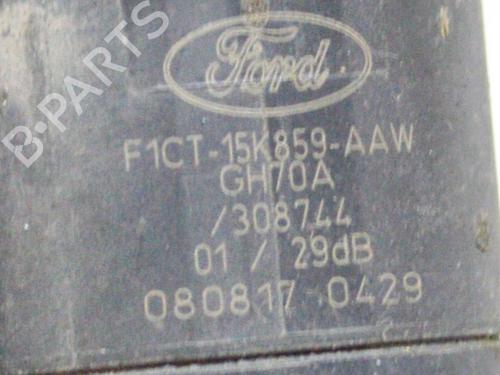 B-PARTS
Ford
F1CT-15K859-AAW
GH70A
/308744
01 / 29dB
080817 0429